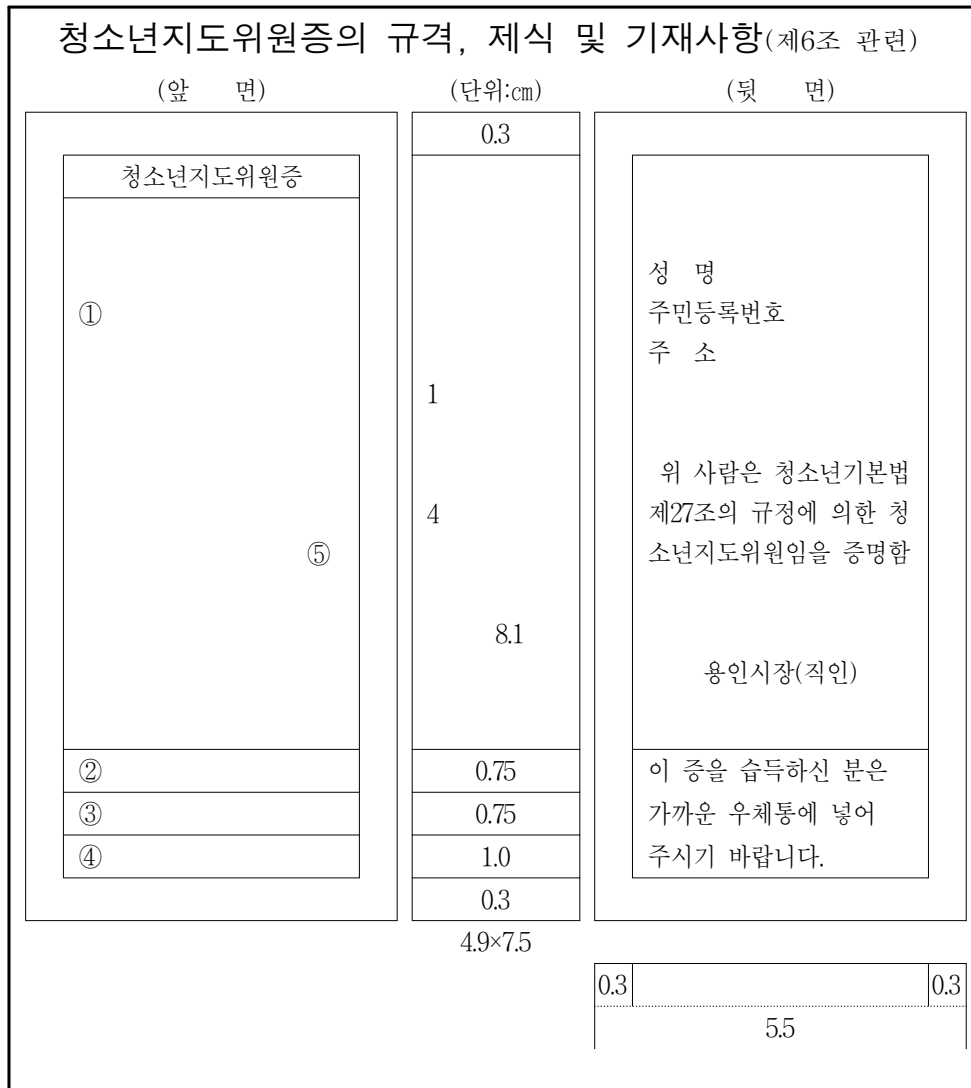 청소년지도위원증의 규격, 제식 및 기재사항(제6조 관련)
(앞 면)
(단위:㎝)
(뒷 면)
청소년지도위원증
①
⑤
②
③
④
0.3
1
4
8.1
0.75
0.75
1.0
0.3
4.9×7.5
성 명
주민등록번호
주 소
위 사람은 청소년기본법
제27조의 규정에 의한 청
소년지도위원임을 증명함
용인시장(직인)
이 증을 습득하신 분은
가까운 우체통에 넣어
주시기 바랍니다.
0.3
0.3
5.5